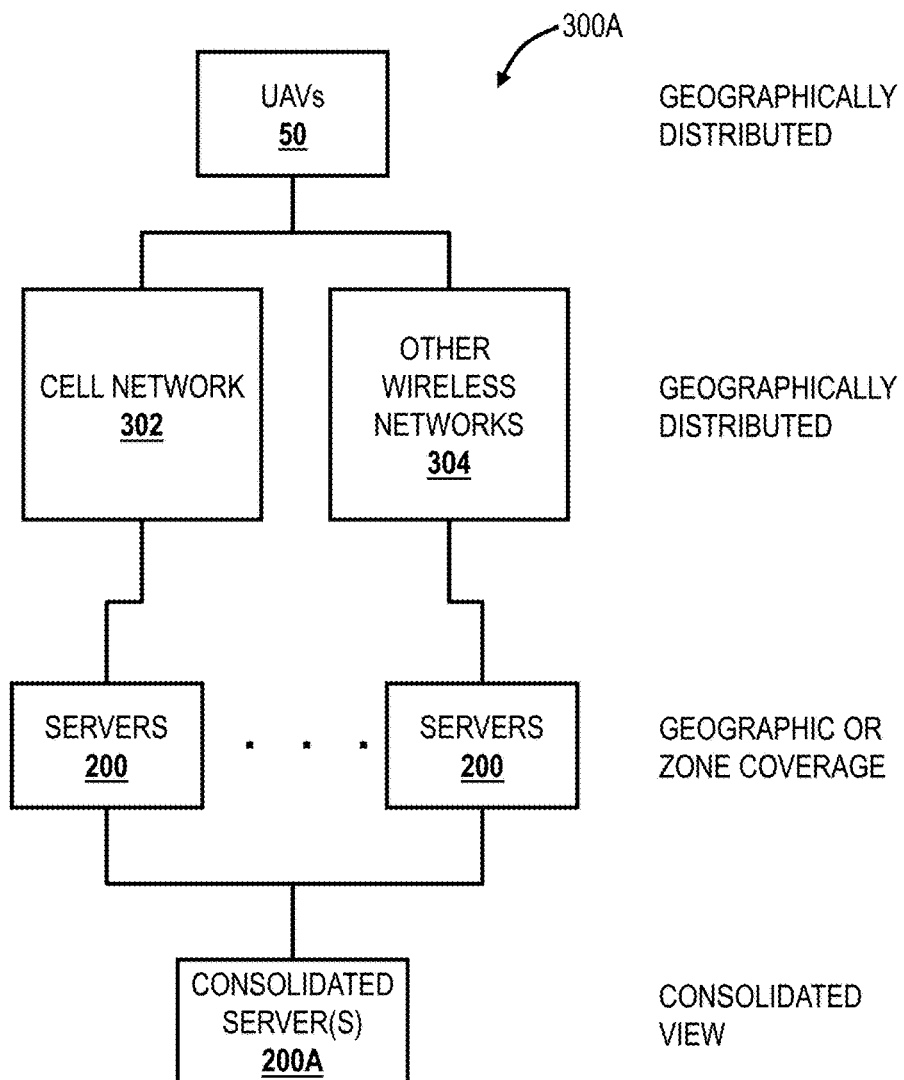 300A
UAVs
50
GEOGRAPHICALLY
DISTRIBUTED
CELL NETWORK
302
OTHER
WIRELESS
NETWORKS
304
GEOGRAPHICALLY
DISTRIBUTED
SERVERS
200
. . .
SERVERS
200
GEOGRAPHIC OR
ZONE COVERAGE
CONSOLIDATED
SERVER(S)
200A
CONSOLIDATED
VIEW